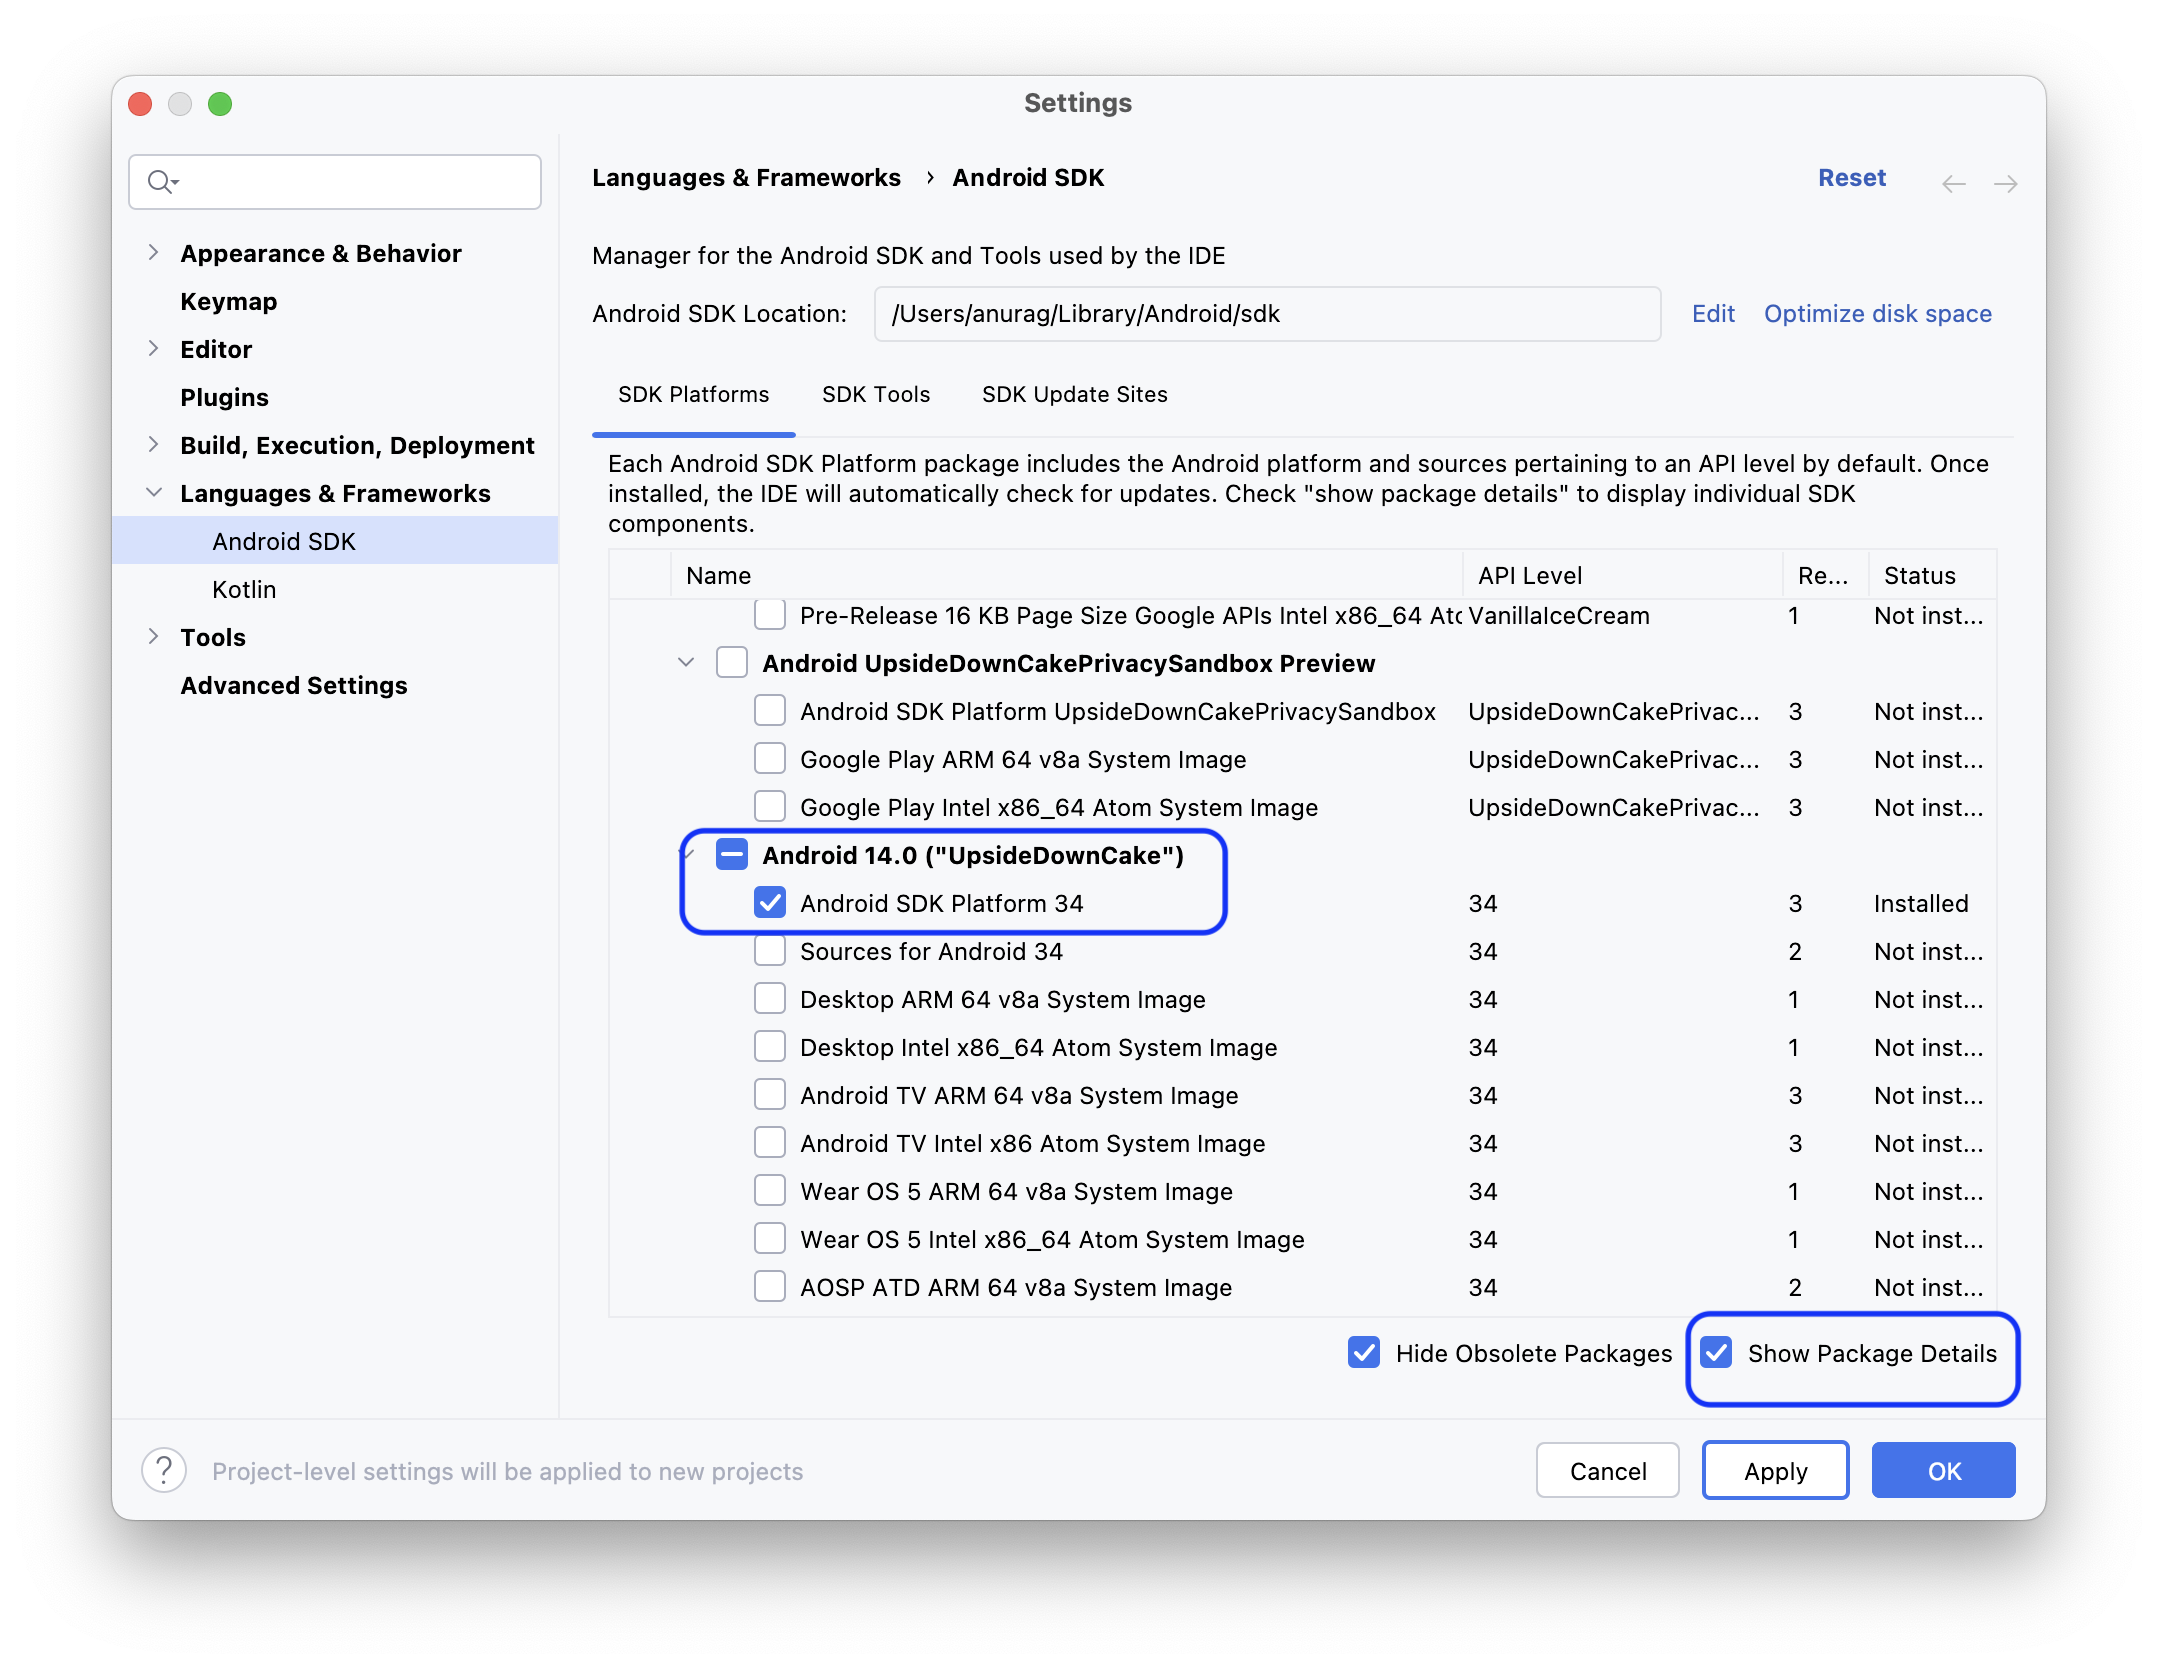 Settings
Appearance & Behavior
Keymap
Editor
Plugins
Build, Execution, Deployment
Languages & Frameworks
Android SDK
Kotlin
Tools
Advanced Settings
Languages & Frameworks › Android SDK
Reset
Manager for the Android SDK and Tools used by the IDE
Android SDK Location: /Users/anurag/Library/Android/sdk Edit Optimize disk space
SDK Platforms SDK Tools SDK Update Sites
Each Android SDK Platform package includes the Android platform and sources pertaining to an API level by default. Once
installed, the IDE will automatically check for updates. Check "show package details" to display individual SDK
components.
Name API Level Re... Status
Pre-Release 16 KB Page Size Google APIs Intel x86_64 Ato VanillaIceCream 1 Not inst...
Android UpsideDownCakePrivacySandbox Preview
Android SDK Platform UpsideDownCakePrivacySandbox UpsideDownCakePrivac... 3 Not inst...
Google Play ARM 64 v8a System Image UpsideDownCakePrivac... 3 Not inst...
Google Play Intel x86_64 Atom System Image UpsideDownCakePrivac... 3 Not inst...
Android 14.0 ("UpsideDownCake")
Android SDK Platform 34 34 3 Installed
Sources for Android 34 34 2 Not inst...
Desktop ARM 64 v8a System Image 34 1 Not inst...
Desktop Intel x86_64 Atom System Image 34 1 Not inst...
Android TV ARM 64 v8a System Image 34 3 Not inst...
Android TV Intel x86 Atom System Image 34 3 Not inst...
Wear OS 5 ARM 64 v8a System Image 34 1 Not inst...
Wear OS 5 Intel x86_64 Atom System Image 34 1 Not inst...
AOSP ATD ARM 64 v8a System Image 34 2 Not inst...
Hide Obsolete Packages Show Package Details
? Project-level settings will be applied to new projects
Cancel Apply OK